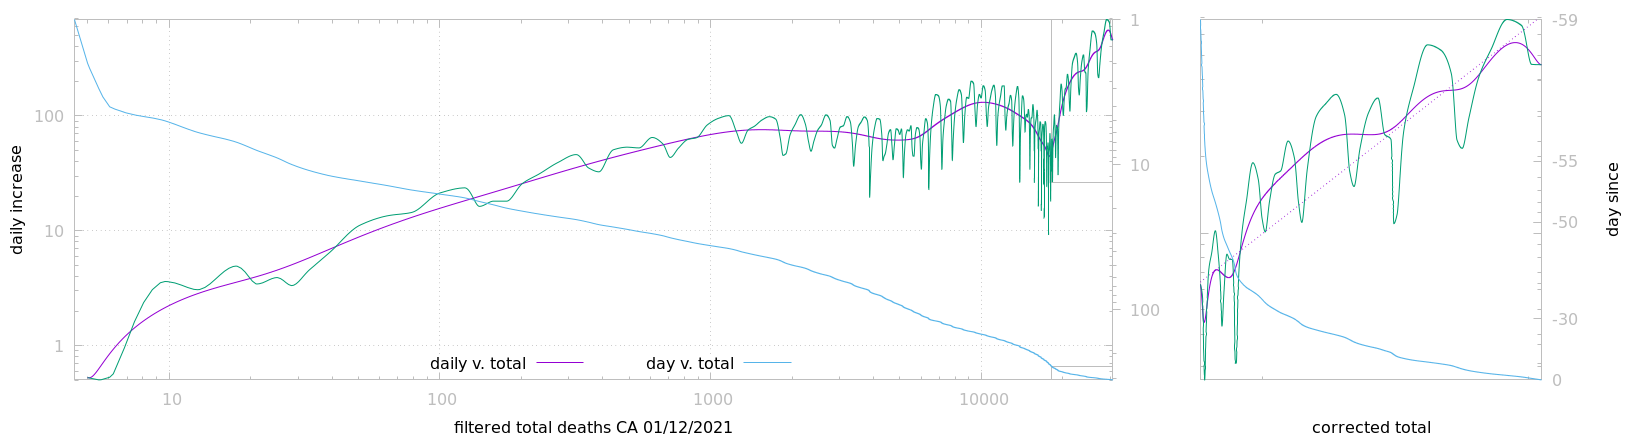 1
-59
100
10
-55
daily increase
10
-50
day since
100
-30
1
daily v. total
day v. total
0
10
100
1000
10000
filtered total deaths CA 01/12/2021
corrected total